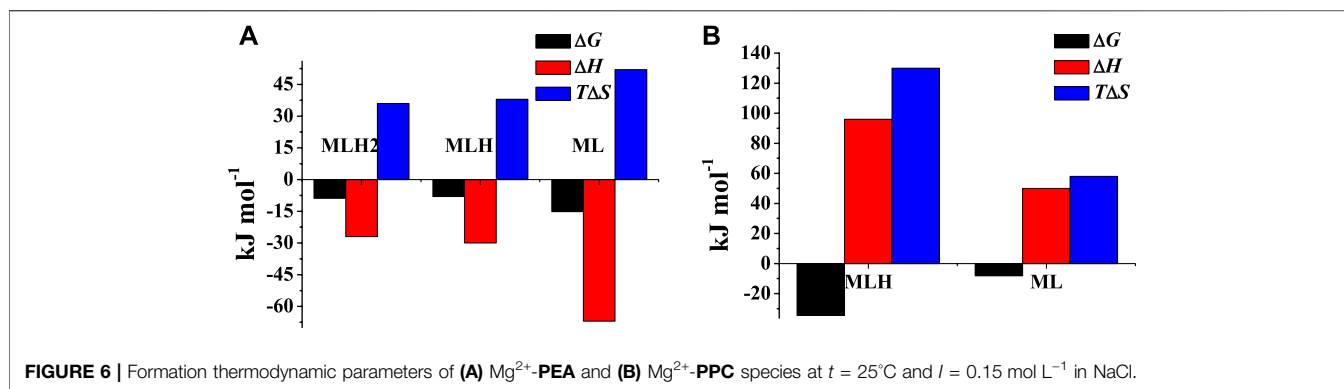 A
ΔG
ΔH
TΔS
45
30
15
0
-15
-30
-45
-60
kJ mol⁻¹
MLH2
MLH
ML
B
ΔG
ΔH
TΔS
140
120
100
80
60
40
20
0
-20
kJ mol⁻¹
MLH
ML
FIGURE 6 | Formation thermodynamic parameters of (A) Mg²⁺-PEA and (B) Mg²⁺-PPC species at t = 25°C and I = 0.15 mol L⁻¹ in NaCl.